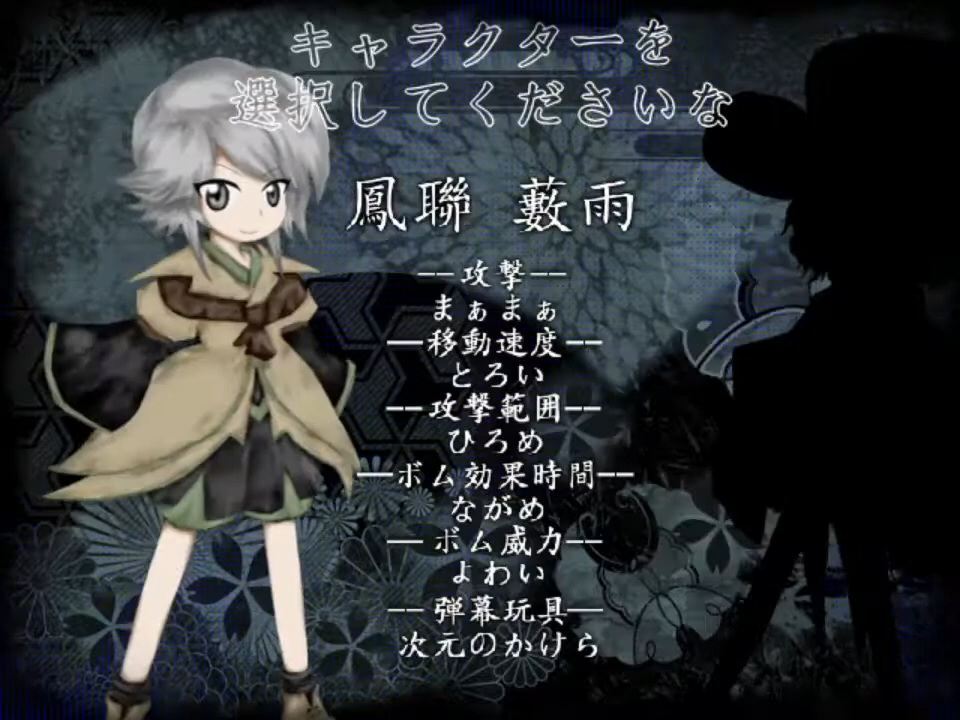 キャラクターを
選択してくださいな
鳳聯 藪雨
--攻撃--
まぁまぁ
--移動速度--
とろい
--攻撃範囲--
ひろめ
--ボム効果時間--
ながめ
--ボム威力--
よわい
--弾幕玩具--
次元のかけら